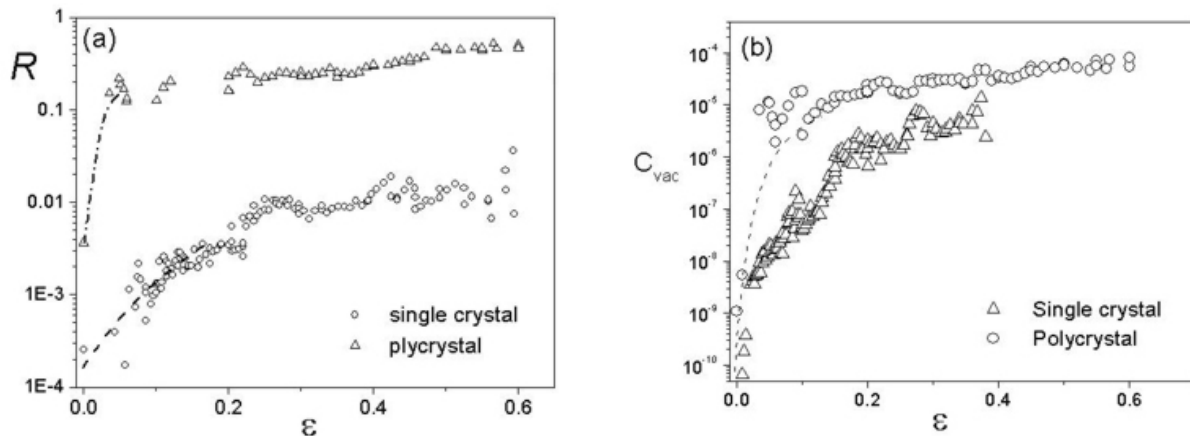 (a)
R
1
0.1
0.01
1E-3
1E-4
0.0 0.2 0.4 0.6
ε
single crystal
plycrystal
(b)
C_vac
10^-4
10^-5
10^-6
10^-7
10^-8
10^-9
10^-10
0.0 0.2 0.4 0.6
ε
Single crystal
Polycrystal